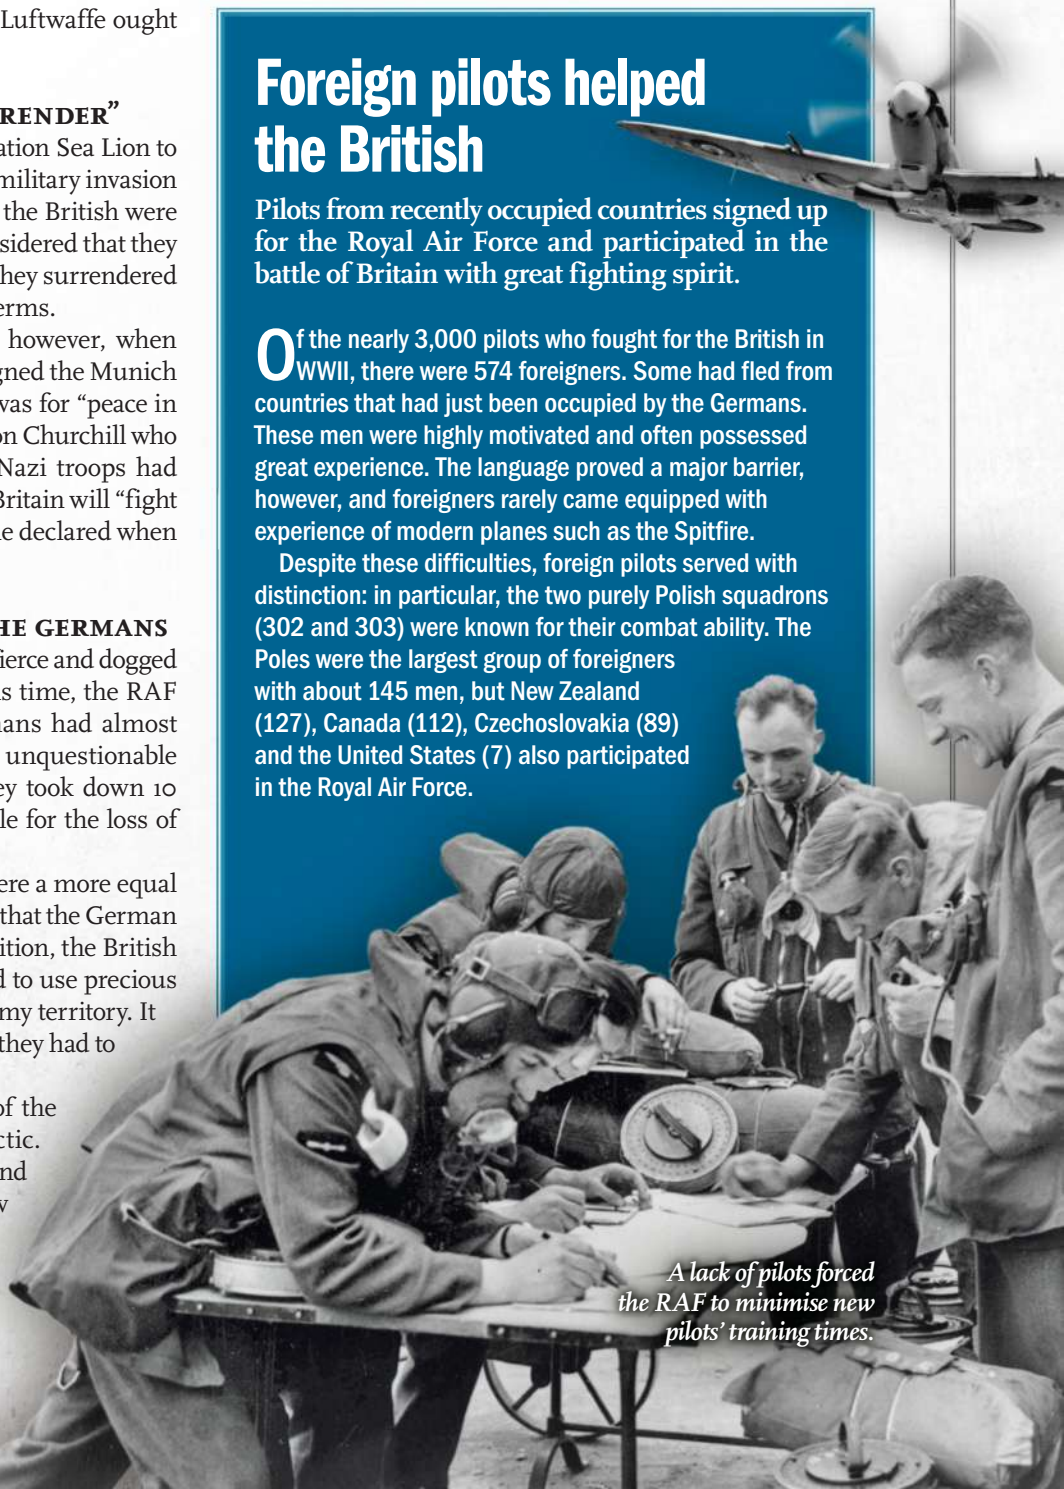 Luftwaffe ought
RENDER”
ation Sea Lion to
military invasion
the British were
sidered that they
hey surrendered
erms.
however, when
gned the Munich
was for “peace in
on Churchill who
Nazi troops had
Britain will “fight
e declared when
HE GERMANS
ierce and dogged
s time, the RAF
ans had almost
unquestionable
ey took down 10
le for the loss of
ere a more equal
that the German
ition, the British
d to use precious
my territory. It
they had to
of the
ctic.
nd
Foreign pilots helped
the British
Pilots from recently occupied countries signed up
for the Royal Air Force and participated in the
battle of Britain with great fighting spirit.
Of the nearly 3,000 pilots who fought for the British in
WWII, there were 574 foreigners. Some had fled from
countries that had just been occupied by the Germans.
These men were highly motivated and often possessed
great experience. The language proved a major barrier,
however, and foreigners rarely came equipped with
experience of modern planes such as the Spitfire.
Despite these difficulties, foreign pilots served with
distinction: in particular, the two purely Polish squadrons
(302 and 303) were known for their combat ability. The
Poles were the largest group of foreigners
with about 145 men, but New Zealand
(127), Canada (112), Czechoslovakia (89)
and the United States (7) also participated
in the Royal Air Force.
A lack of pilots forced
the RAF to minimise new
pilots’ training times.